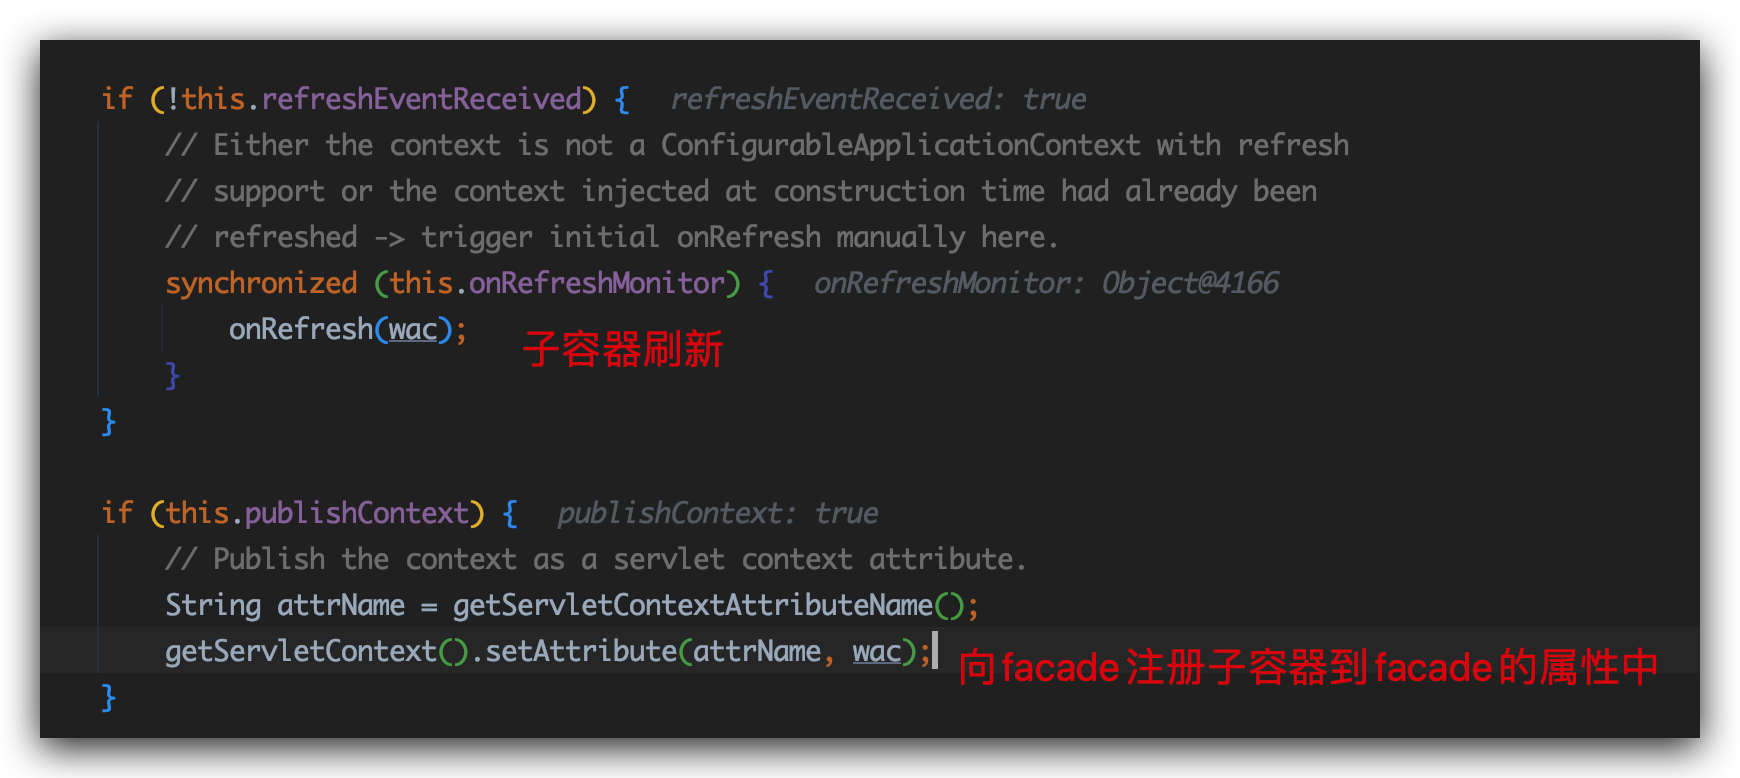 if (!this.refreshEventReceived) {  refreshEventReceived: true
// Either the context is not a ConfigurableApplicationContext with refresh
// support or the context injected at construction time had already been
// refreshed -> trigger initial onRefresh manually here.
synchronized (this.onRefreshMonitor) {  onRefreshMonitor: Object@4166
onRefresh(wac);
子容器刷新
}
}
if (this.publishContext) {  publishContext: true
// Publish the context as a servlet context attribute.
String attrName = getServletContextAttributeName();
getServletContext().setAttribute(attrName, wac);
向facade注册子容器到facade的属性中
}